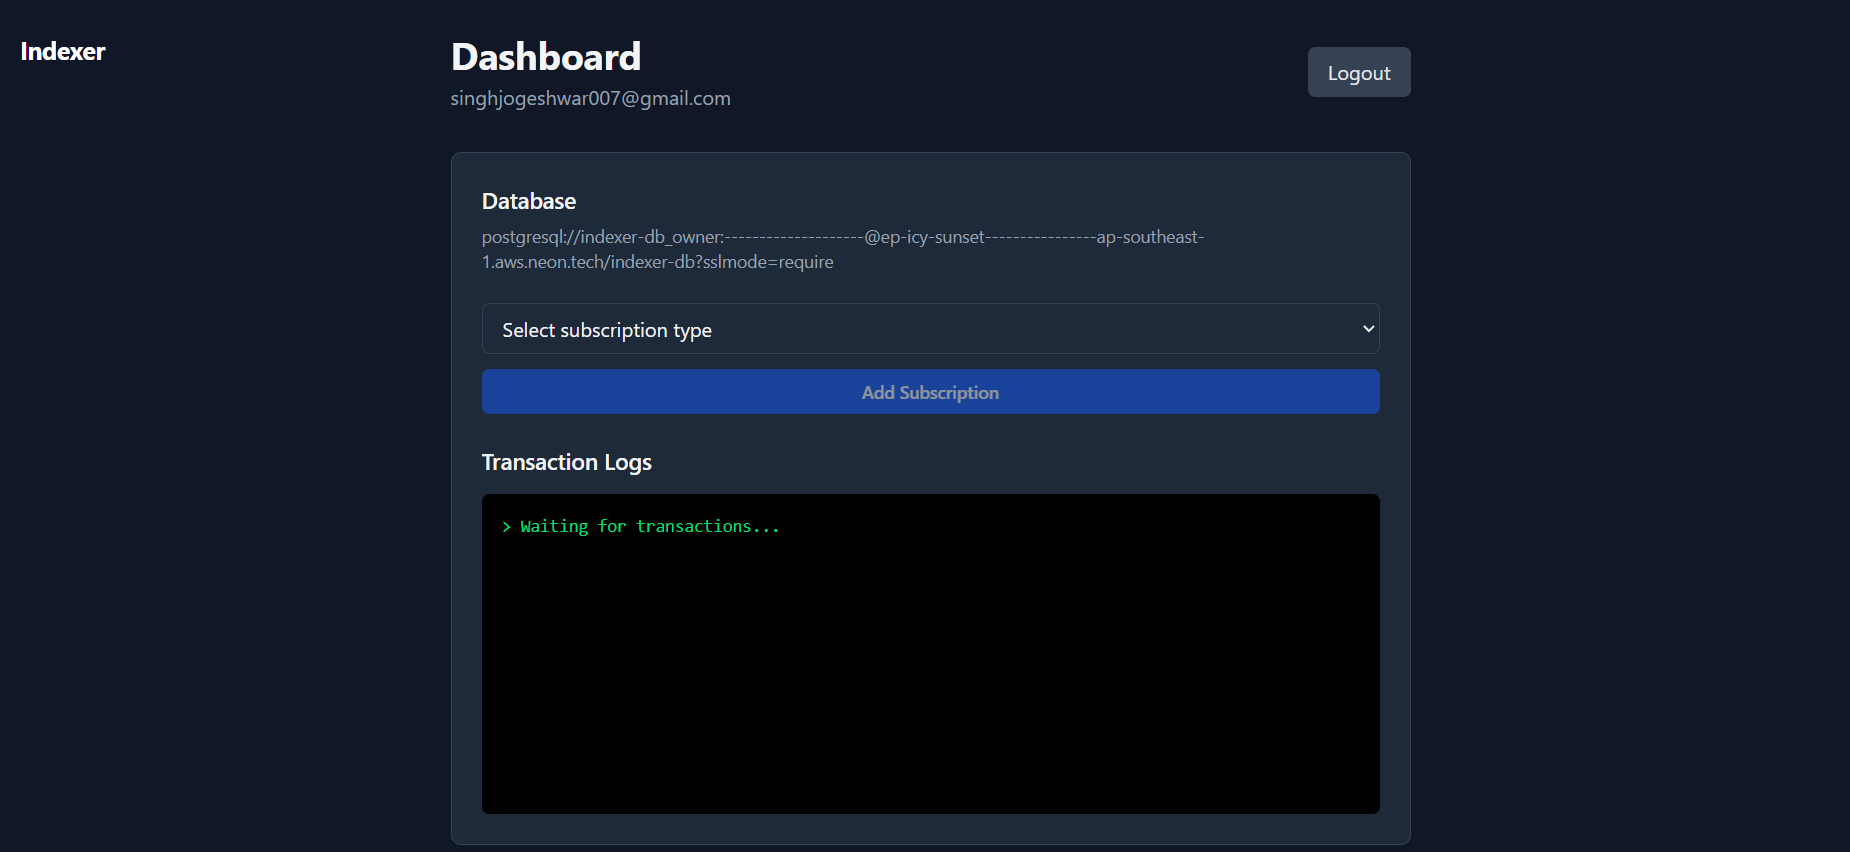 Indexer
Dashboard
singhjogeshwar007@gmail.com
Logout
Database
postgresql://indexer-db_owner:--------------------@ep-icy-sunset----------------ap-southeast-
1.aws.neon.tech/indexer-db?sslmode=require
Select subscription type
Add Subscription
Transaction Logs
> Waiting for transactions...